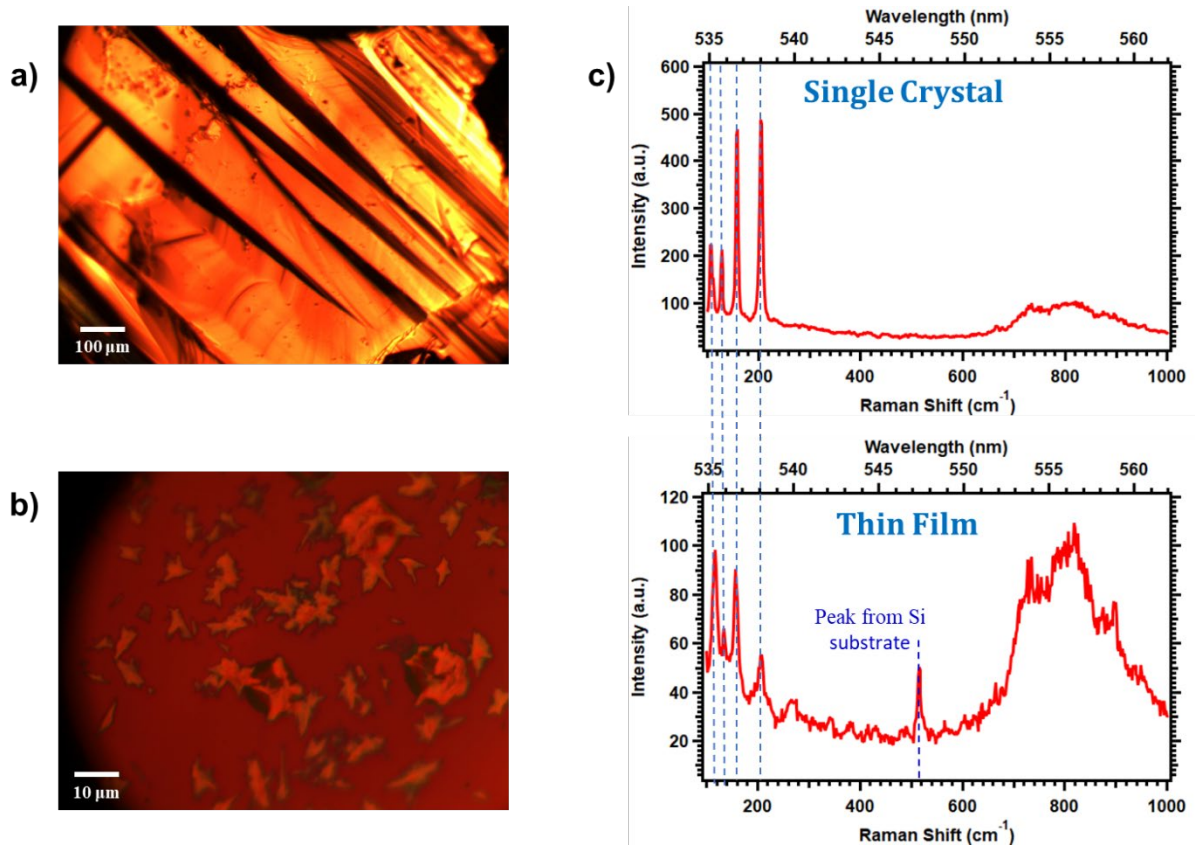 a)
100 µm
b)
10 µm
c)
Wavelength (nm)
535 540 545 550 555 560
Single Crystal
Intensity (a.u.)
600
500
400
300
200
100
200 400 600 800 1000
Raman Shift (cm-1)
Wavelength (nm)
535 540 545 550 555 560
Thin Film
Intensity (a.u.)
120
100
80
60
40
20
Peak from Si
substrate
200 400 600 800 1000
Raman Shift (cm-1)